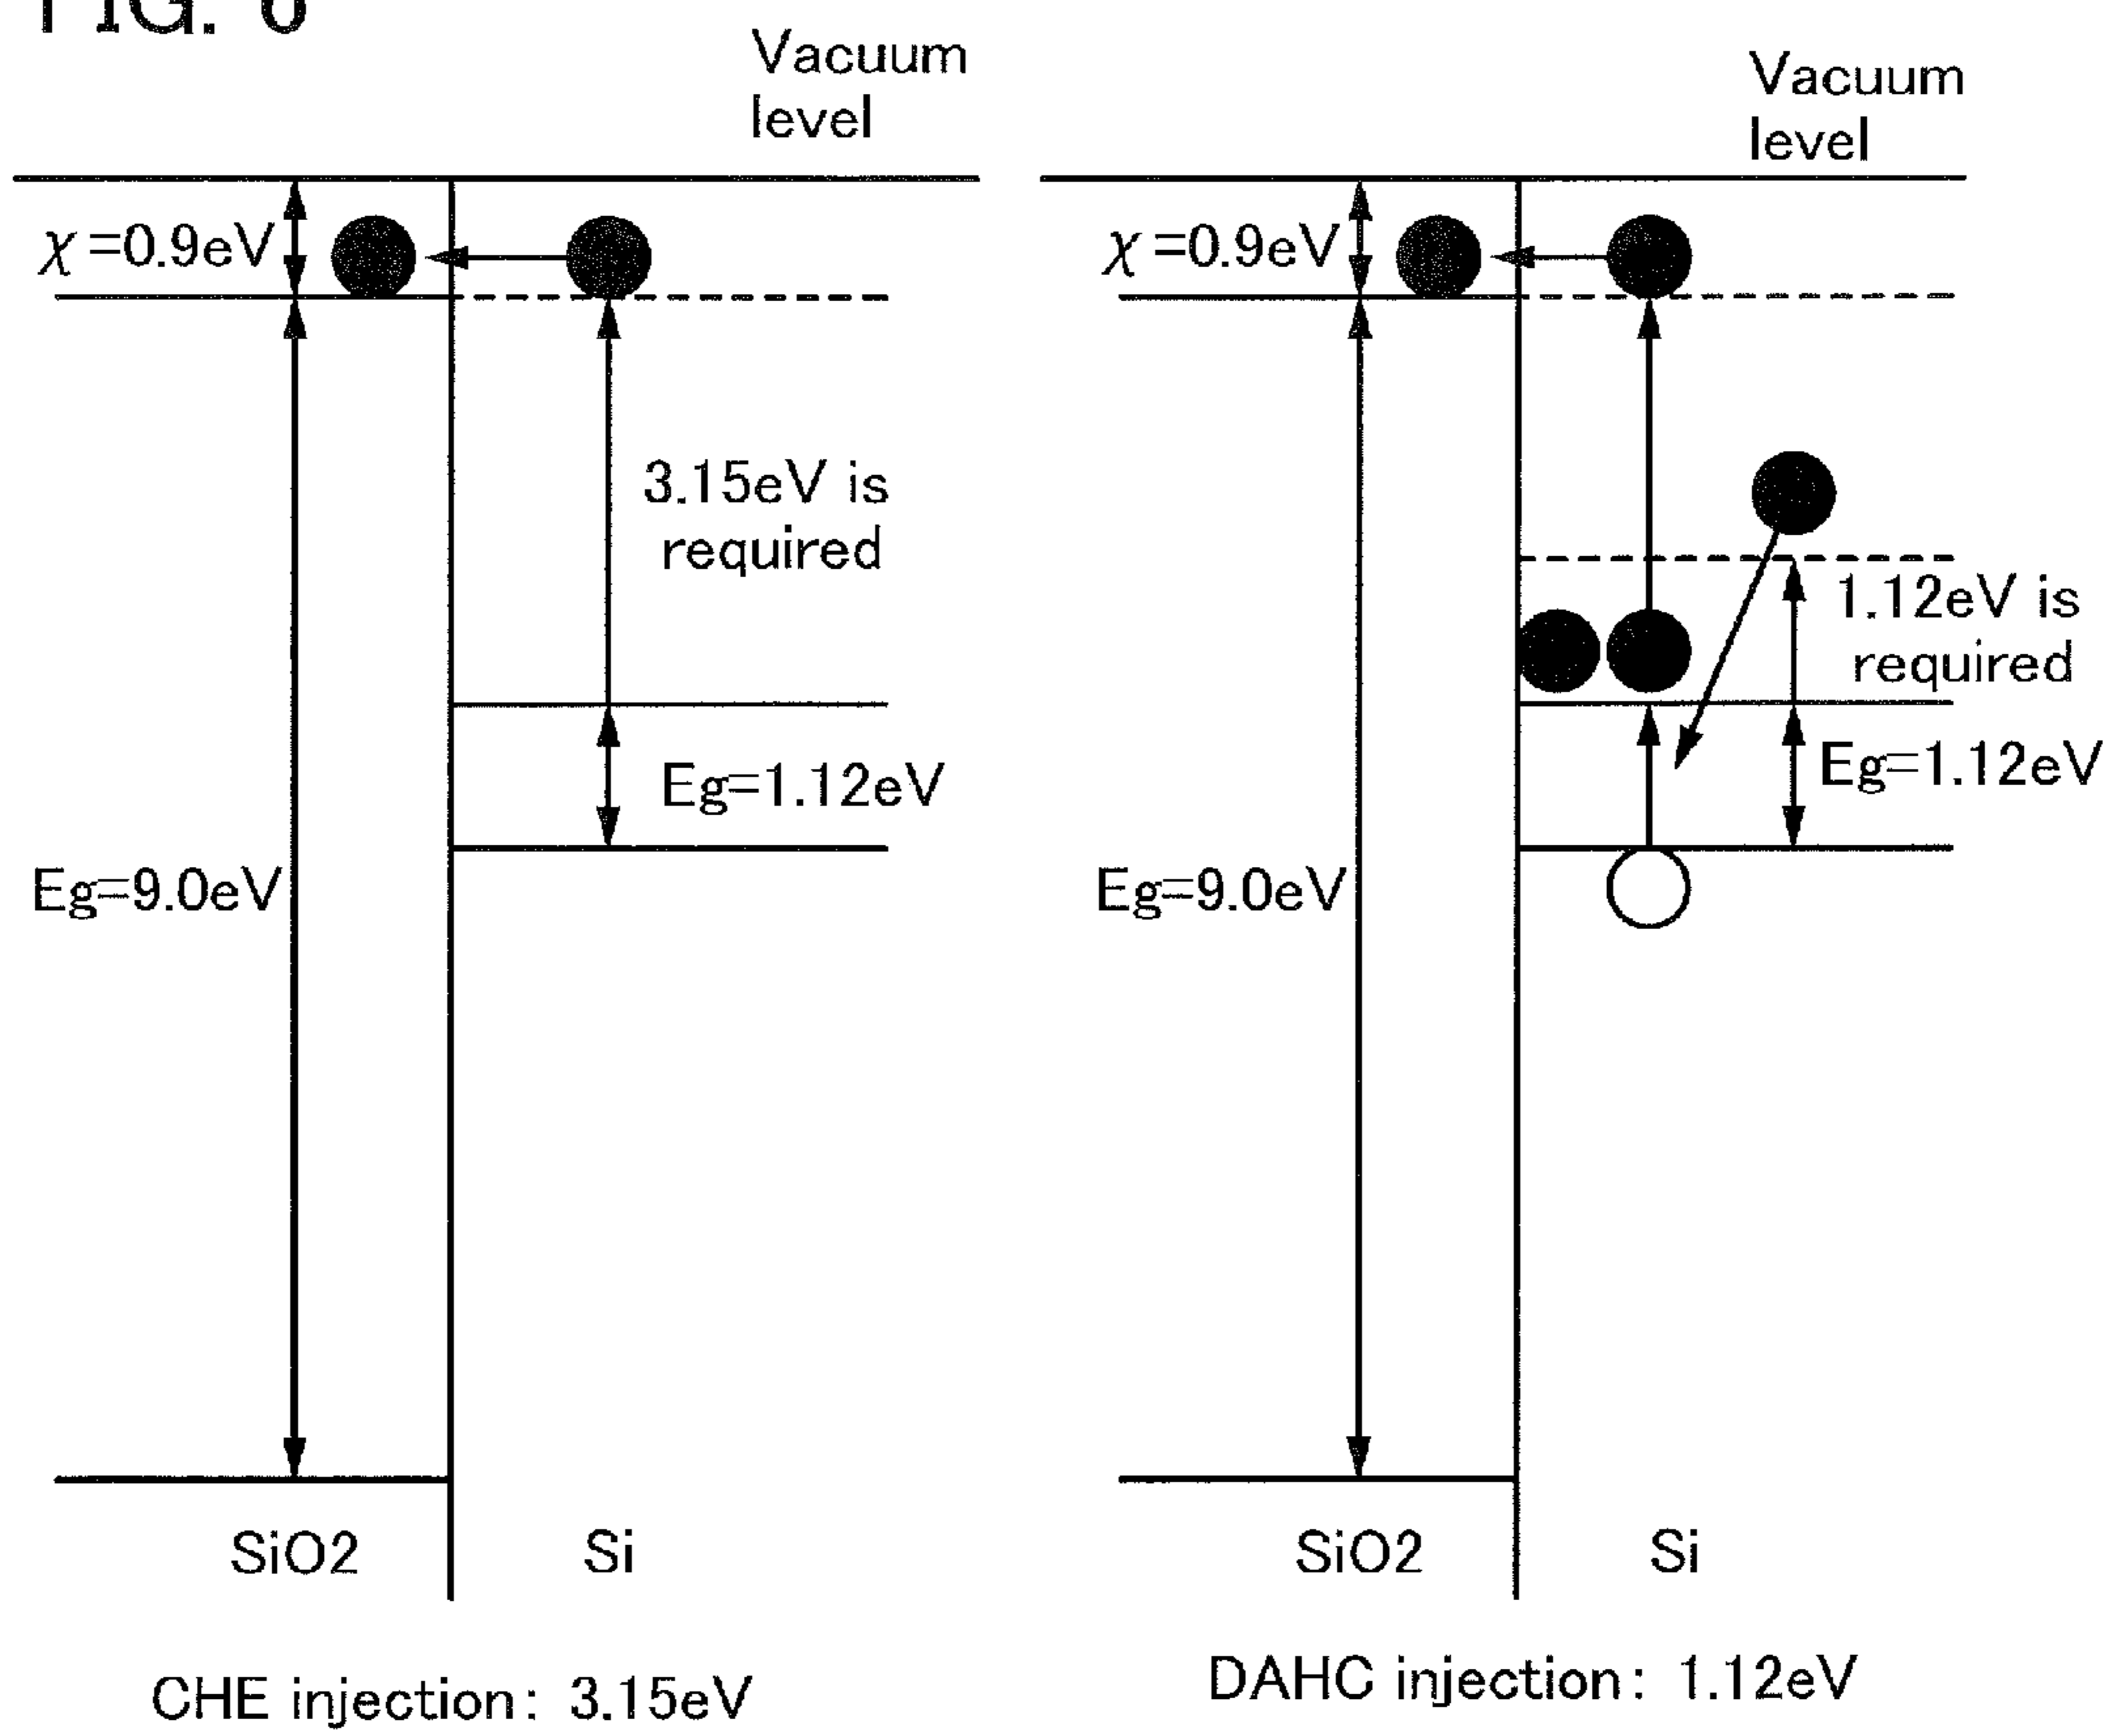 FIG. 6
Vacuum
level
χ=0.9eV
3.15eV is
required
Eg=1.12eV
Eg=9.0eV
SiO2
Si
CHE injection: 3.15eV
Vacuum
level
χ=0.9eV
1.12eV is
required
Eg=1.12eV
Eg=9.0eV
SiO2
Si
DAHC injection: 1.12eV